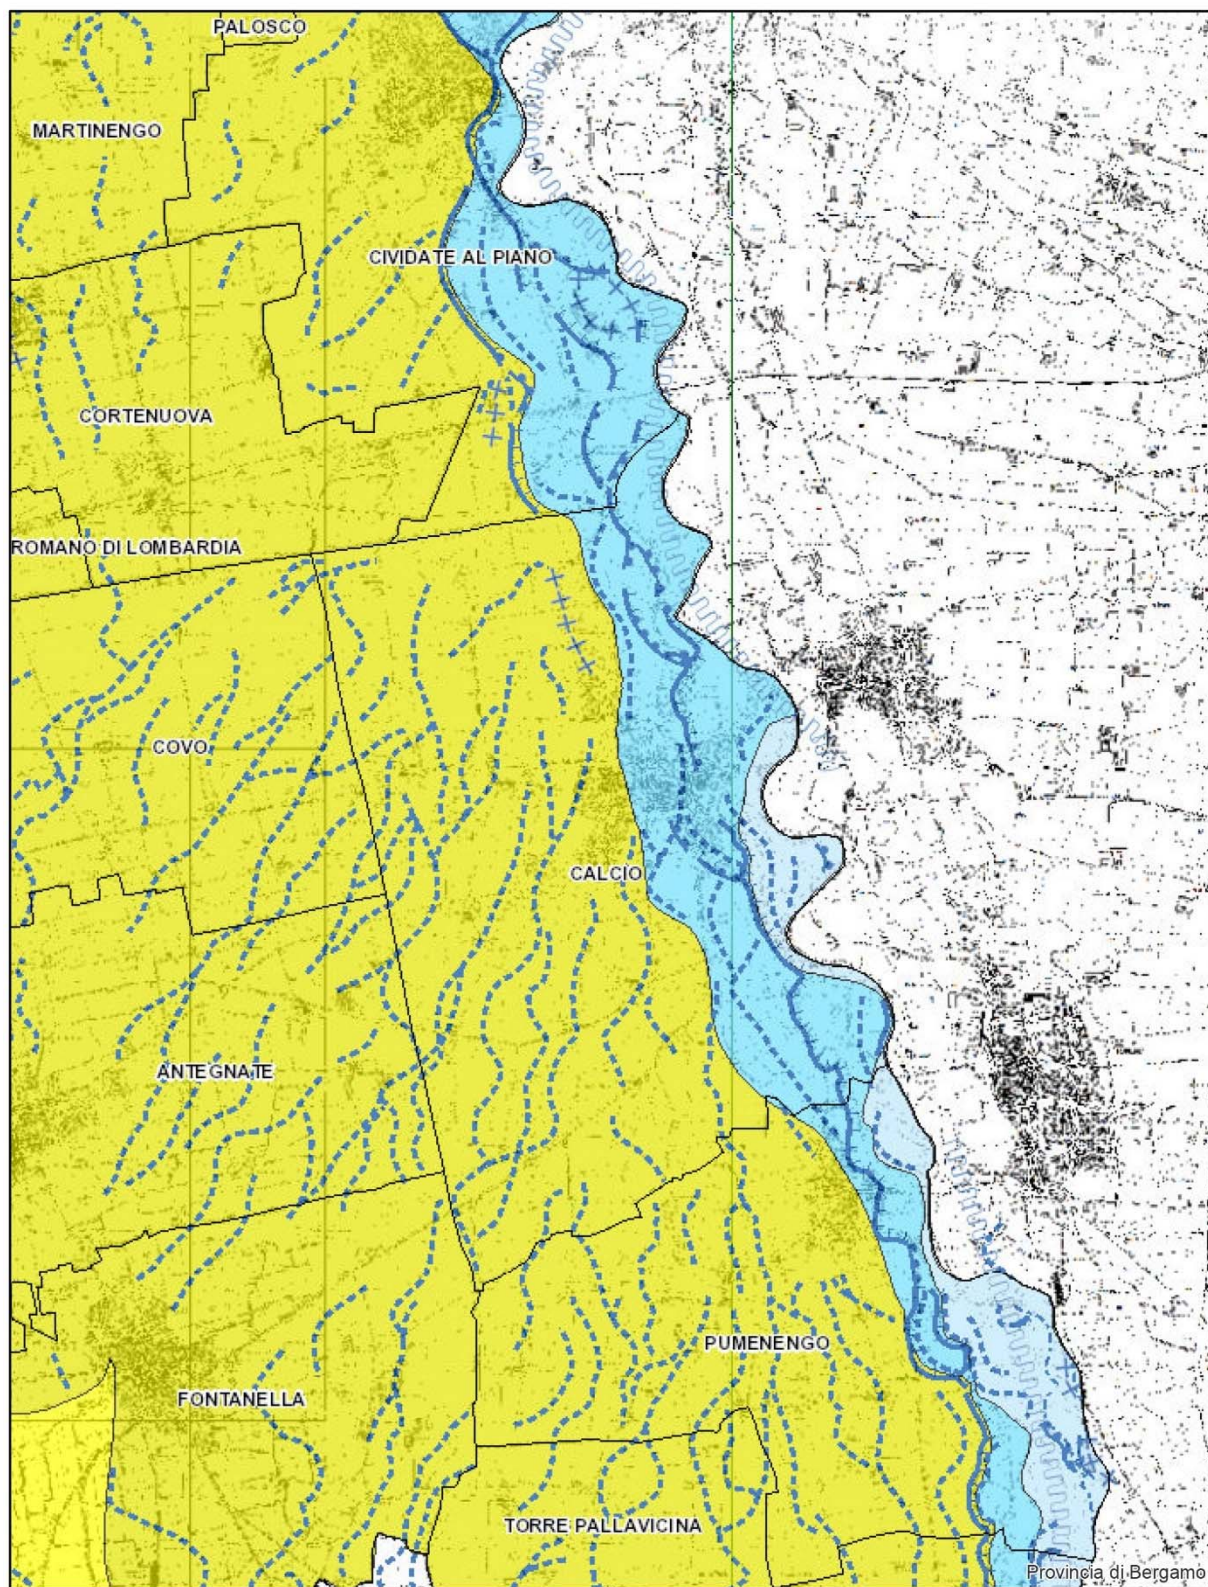 PALOSCO
MARTINENGO
CIVIDATE AL PIANO
CORTENUOVA
ROMANO DI LOMBARDIA
COVO
CALCIO
ANTEGNATE
PUMENENGO
FONTANELLA
TORRE PALLAVICINA
Provincia di Bergamo